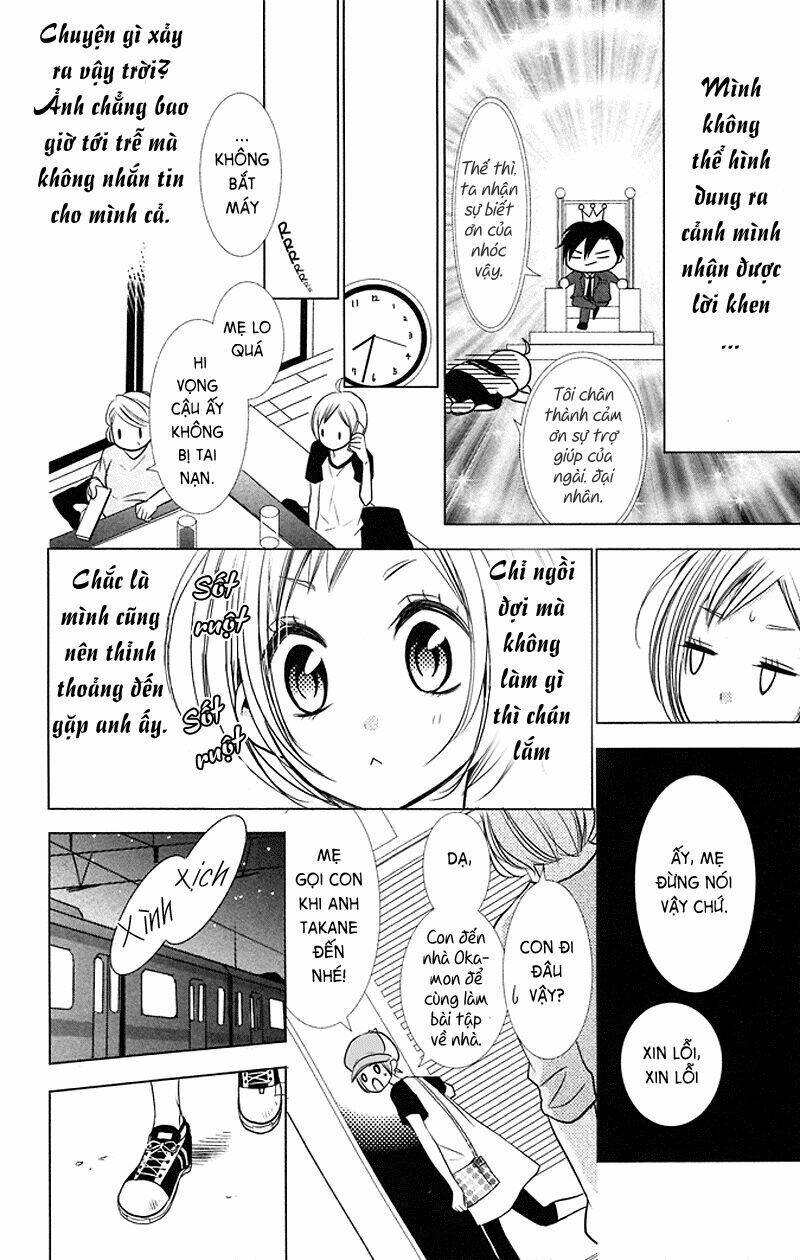 Mình
không
thể hình
dung ra
cảnh mình
nhận được
lời khen
...
Thế thì,
ta nhận
sự biết
ơn của
nhóc
vậy.
Tôi chân
thành cảm
ơn sự trợ
giúp của
ngài, đại
nhân.
11 12 1
Chuyện gì xảy
ra vậy trời?
Ảnh chẳng bao
giờ tới trễ mà
không nhắn tin
cho mình cả.
...
KHÔNG
BẮT
MÁY
MẸ LO
QUÁ
HI
VỌNG
CẬU ẤY
KHÔNG
BỊ TAI
NẠN.
ẤY, MẸ
ĐỪNG NÓI
VẬY CHỨ.
XIN LỖI,
XIN LỖI
Chỉ ngồi
đợi mà
không
làm gì
thì chán
lắm
Sốt
ruột
Sốt
ruột
Chắc là
mình cũng
nên thỉnh
thoảng đến
gặp anh ấy.
CON ĐI
ĐÂU
VẬY?
DẠ,
Con đến
nhà Oka-
mon để
cùng làm
bài tập
về nhà.
MẸ
GỌI CON
KHI ANH
TAKANE
ĐẾN
NHÉ!
Xình
xịch